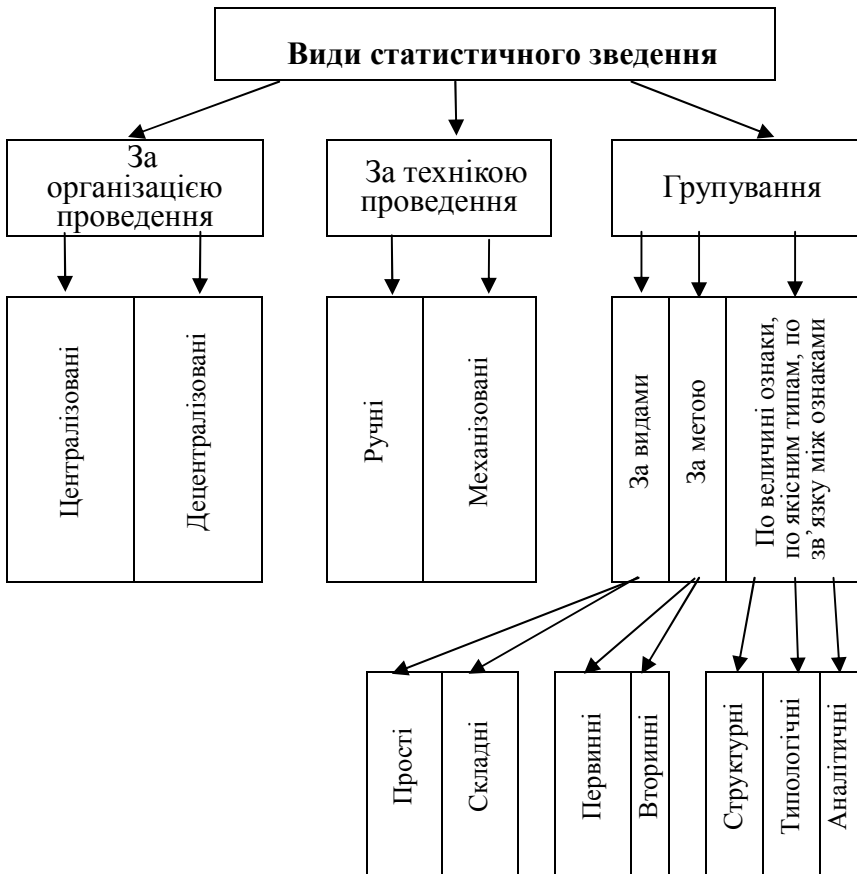 Види статистичного зведення
За
організацією
проведення
За технікою
проведення
Групування
Централізовані
Децентралізовані
Ручні
Механізовані
За видами
За метою
По величині ознаки,
по якісним типам, по
зв’язку між ознаками
Прості
Складні
Первинні
Вторинні
Структурні
Типологічні
Аналітичні